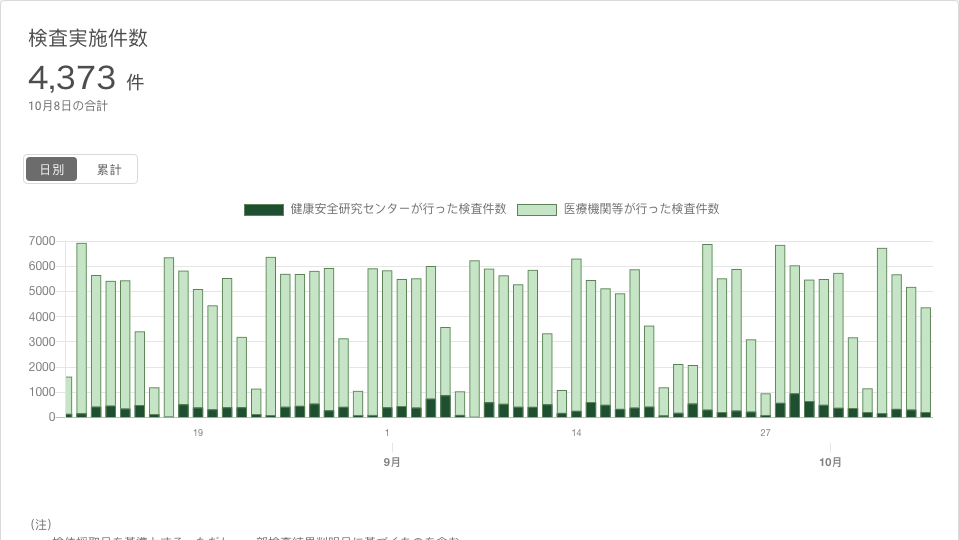 検査実施件数
4,373 件
10月8日の合計
日別 累計
健康安全研究センターが行った検査件数 医療機関等が行った検査件数
7000
6000
5000
4000
3000
2000
1000
0
19 1 14 27
9月 10月
（注）